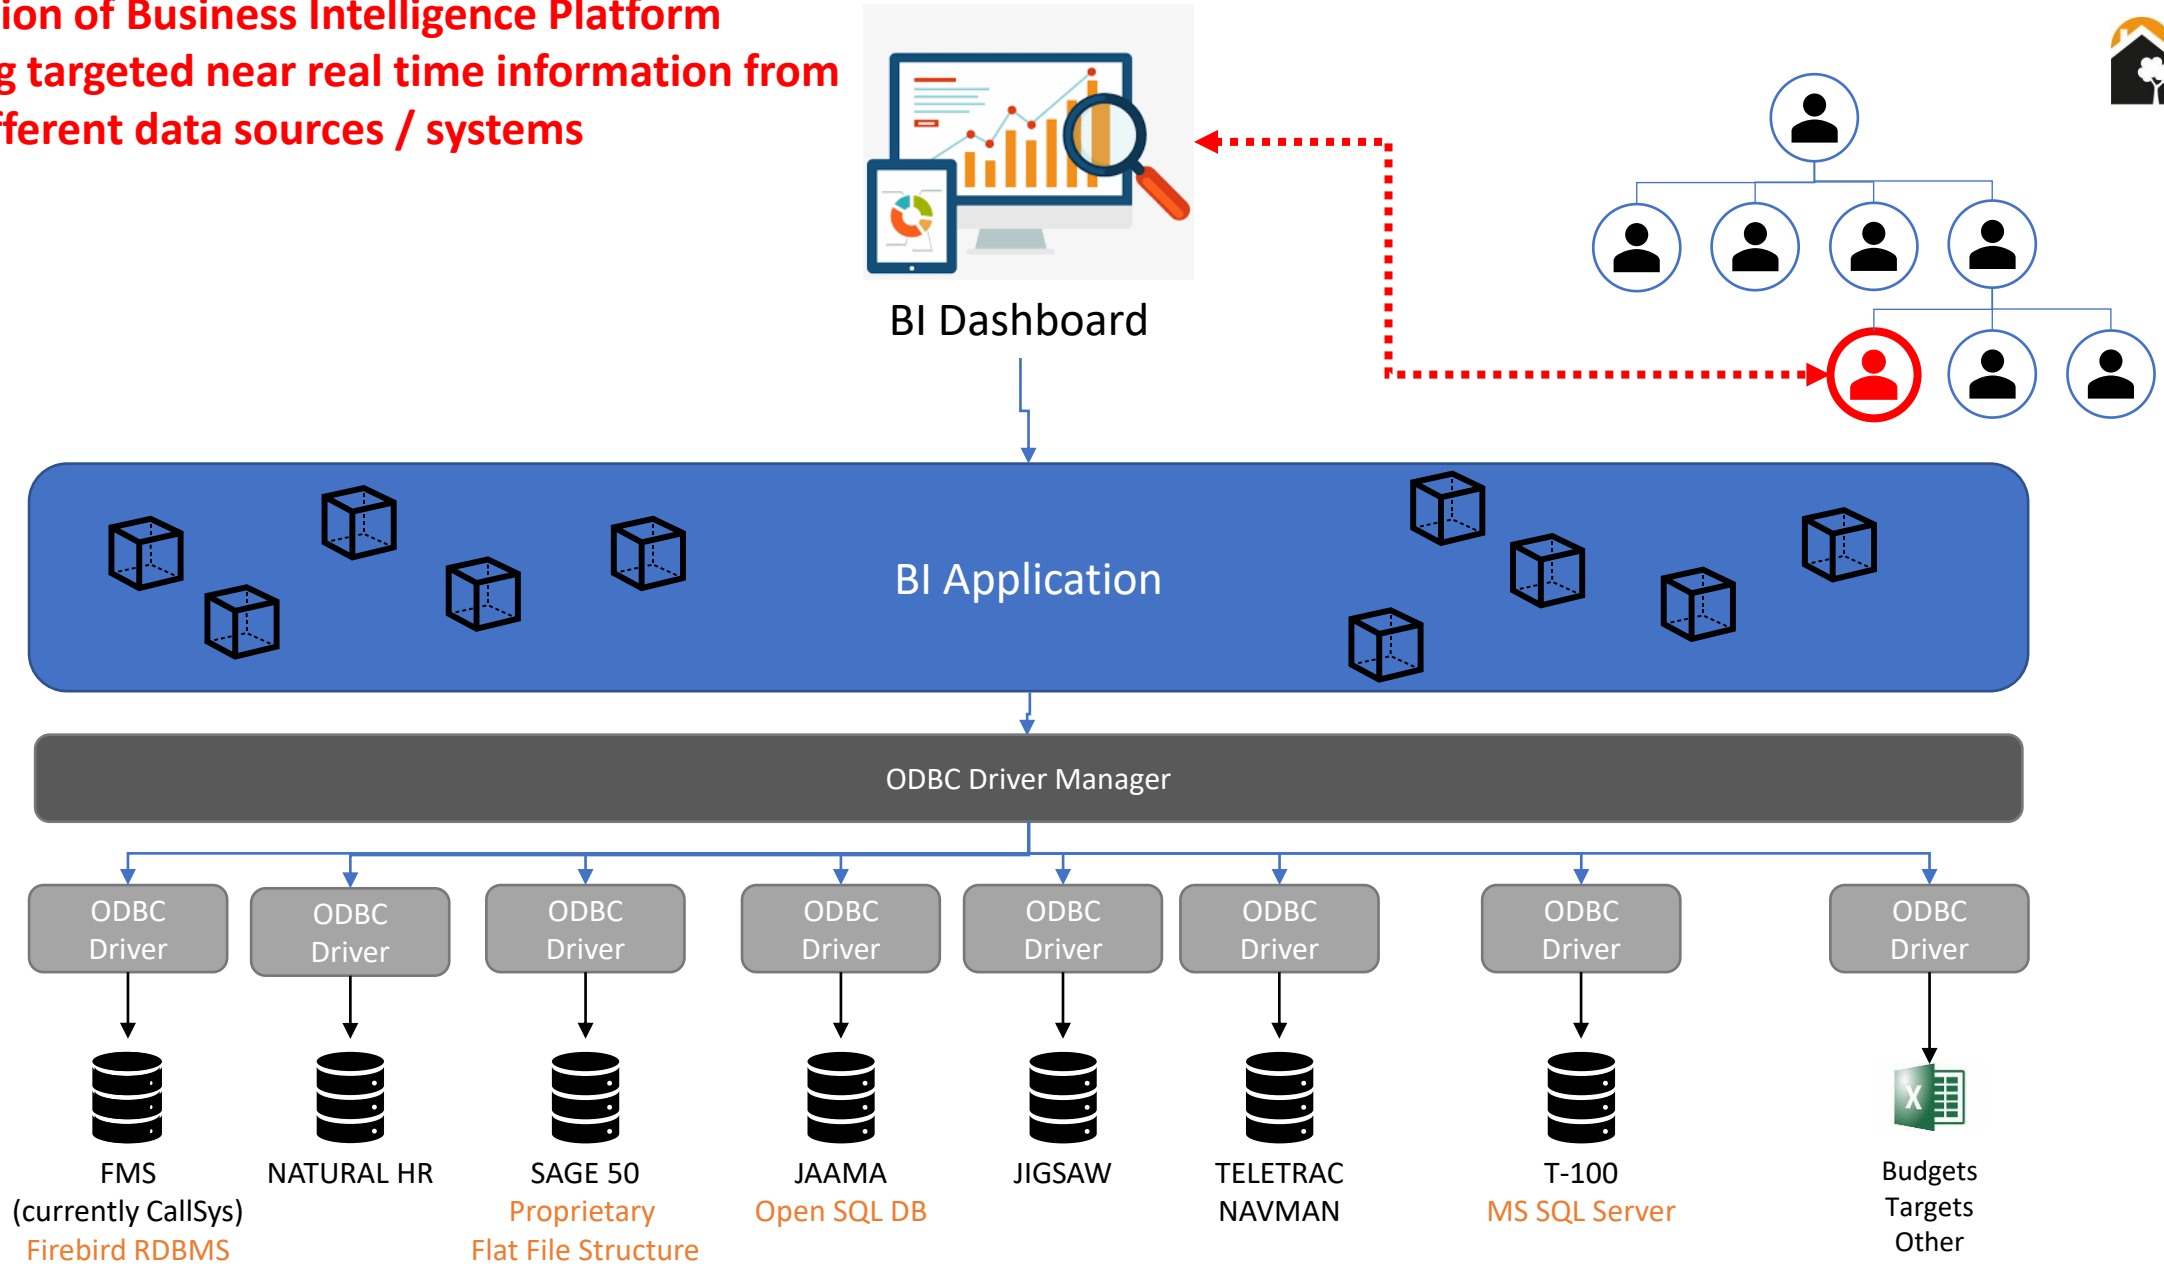 of Business Intelligence Platform
targeted near real time information from
data sources / systems
BI Dashboard
BI Application
ODBC Driver Manager
ODBC
Driver
ODBC
Driver
ODBC
Driver
ODBC
Driver
ODBC
Driver
ODBC
Driver
ODBC
Driver
ODBC
Driver
X
FMS
(currently CallSys)
Firebird RDBMS
NATURAL HR
SAGE 50
Proprietary
Flat File Structure
JAAMA
Open SQL DB
JIGSAW
TELETRAC
NAVMAN
T-100
MS SQL Server
Budgets
Targets
Other